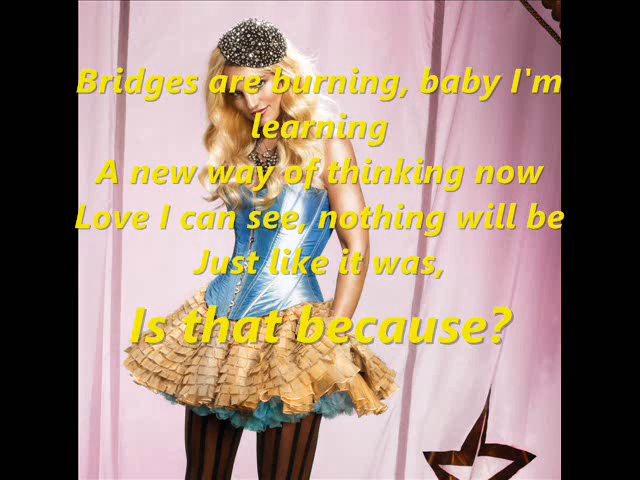 Bridges are burning, baby I'm
learning
A new way of thinking now
Love I can see, nothing will be
Just like it was,
Is that because?